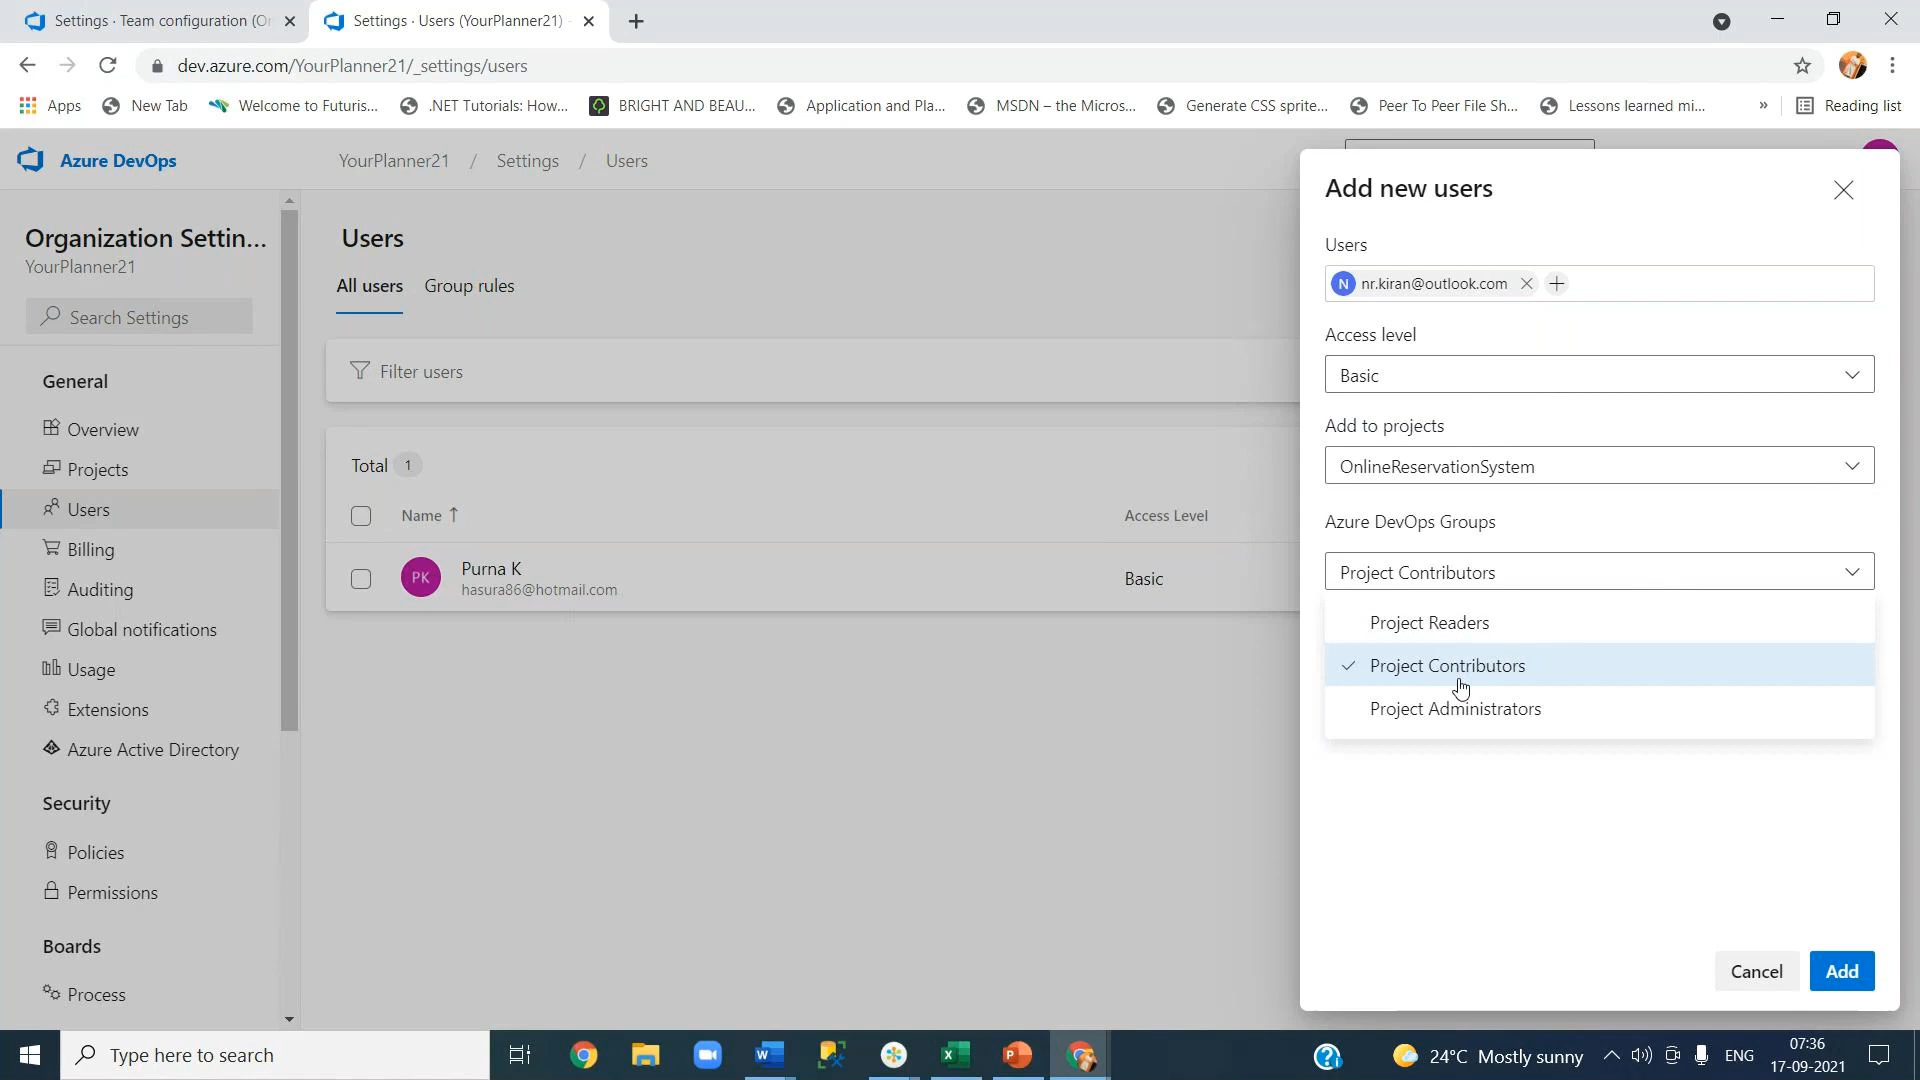 Settings · Team configuration (Or
Settings · Users (YourPlanner21) -
dev.azure.com/YourPlanner21/_settings/users
Apps
New Tab
Welcome to Futuris...
.NET Tutorials: How...
BRIGHT AND BEAU...
Application and Pla...
MSDN – the Micros...
Generate CSS sprite...
Peer To Peer File Sh...
Lessons learned mi...
»
Reading list
Azure DevOps
YourPlanner21 / Settings / Users
Organization Settin...
YourPlanner21
Search Settings
General
Overview
Projects
Users
Billing
Auditing
Global notifications
Usage
Extensions
Azure Active Directory
Security
Policies
Permissions
Boards
Process
Users
All users
Group rules
Filter users
Total 1
Name ↑
Access Level
PK
Purna K
hasura86@hotmail.com
Basic
Add new users
Users
N nr.kiran@outlook.com
Access level
Basic
Add to projects
OnlineReservationSystem
Azure DevOps Groups
Project Contributors
Project Readers
Project Contributors
Project Administrators
Cancel
Add
Type here to search
24°C Mostly sunny
ENG
07:36
17-09-2021